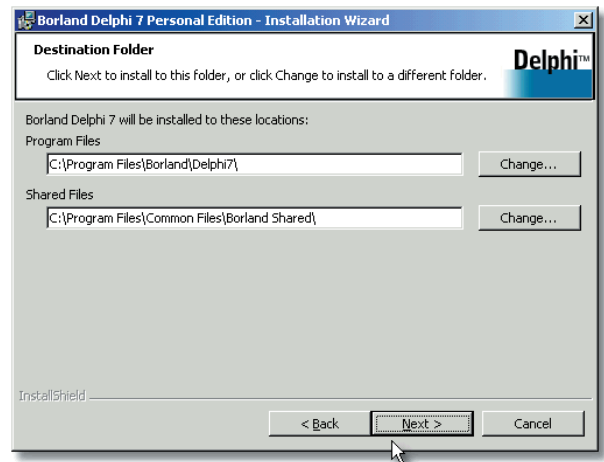 Borland Delphi 7 Personal Edition - Installation Wizard
Destination Folder
Click Next to install to this folder, or click Change to install to a different folder.
Delphi™
Borland Delphi 7 will be installed to these locations:
Program Files
C:\Program Files\Borland\Delphi7\
Change...
Shared Files
C:\Program Files\Common Files\Borland Shared\
Change...
InstallShield
< Back
Next >
Cancel